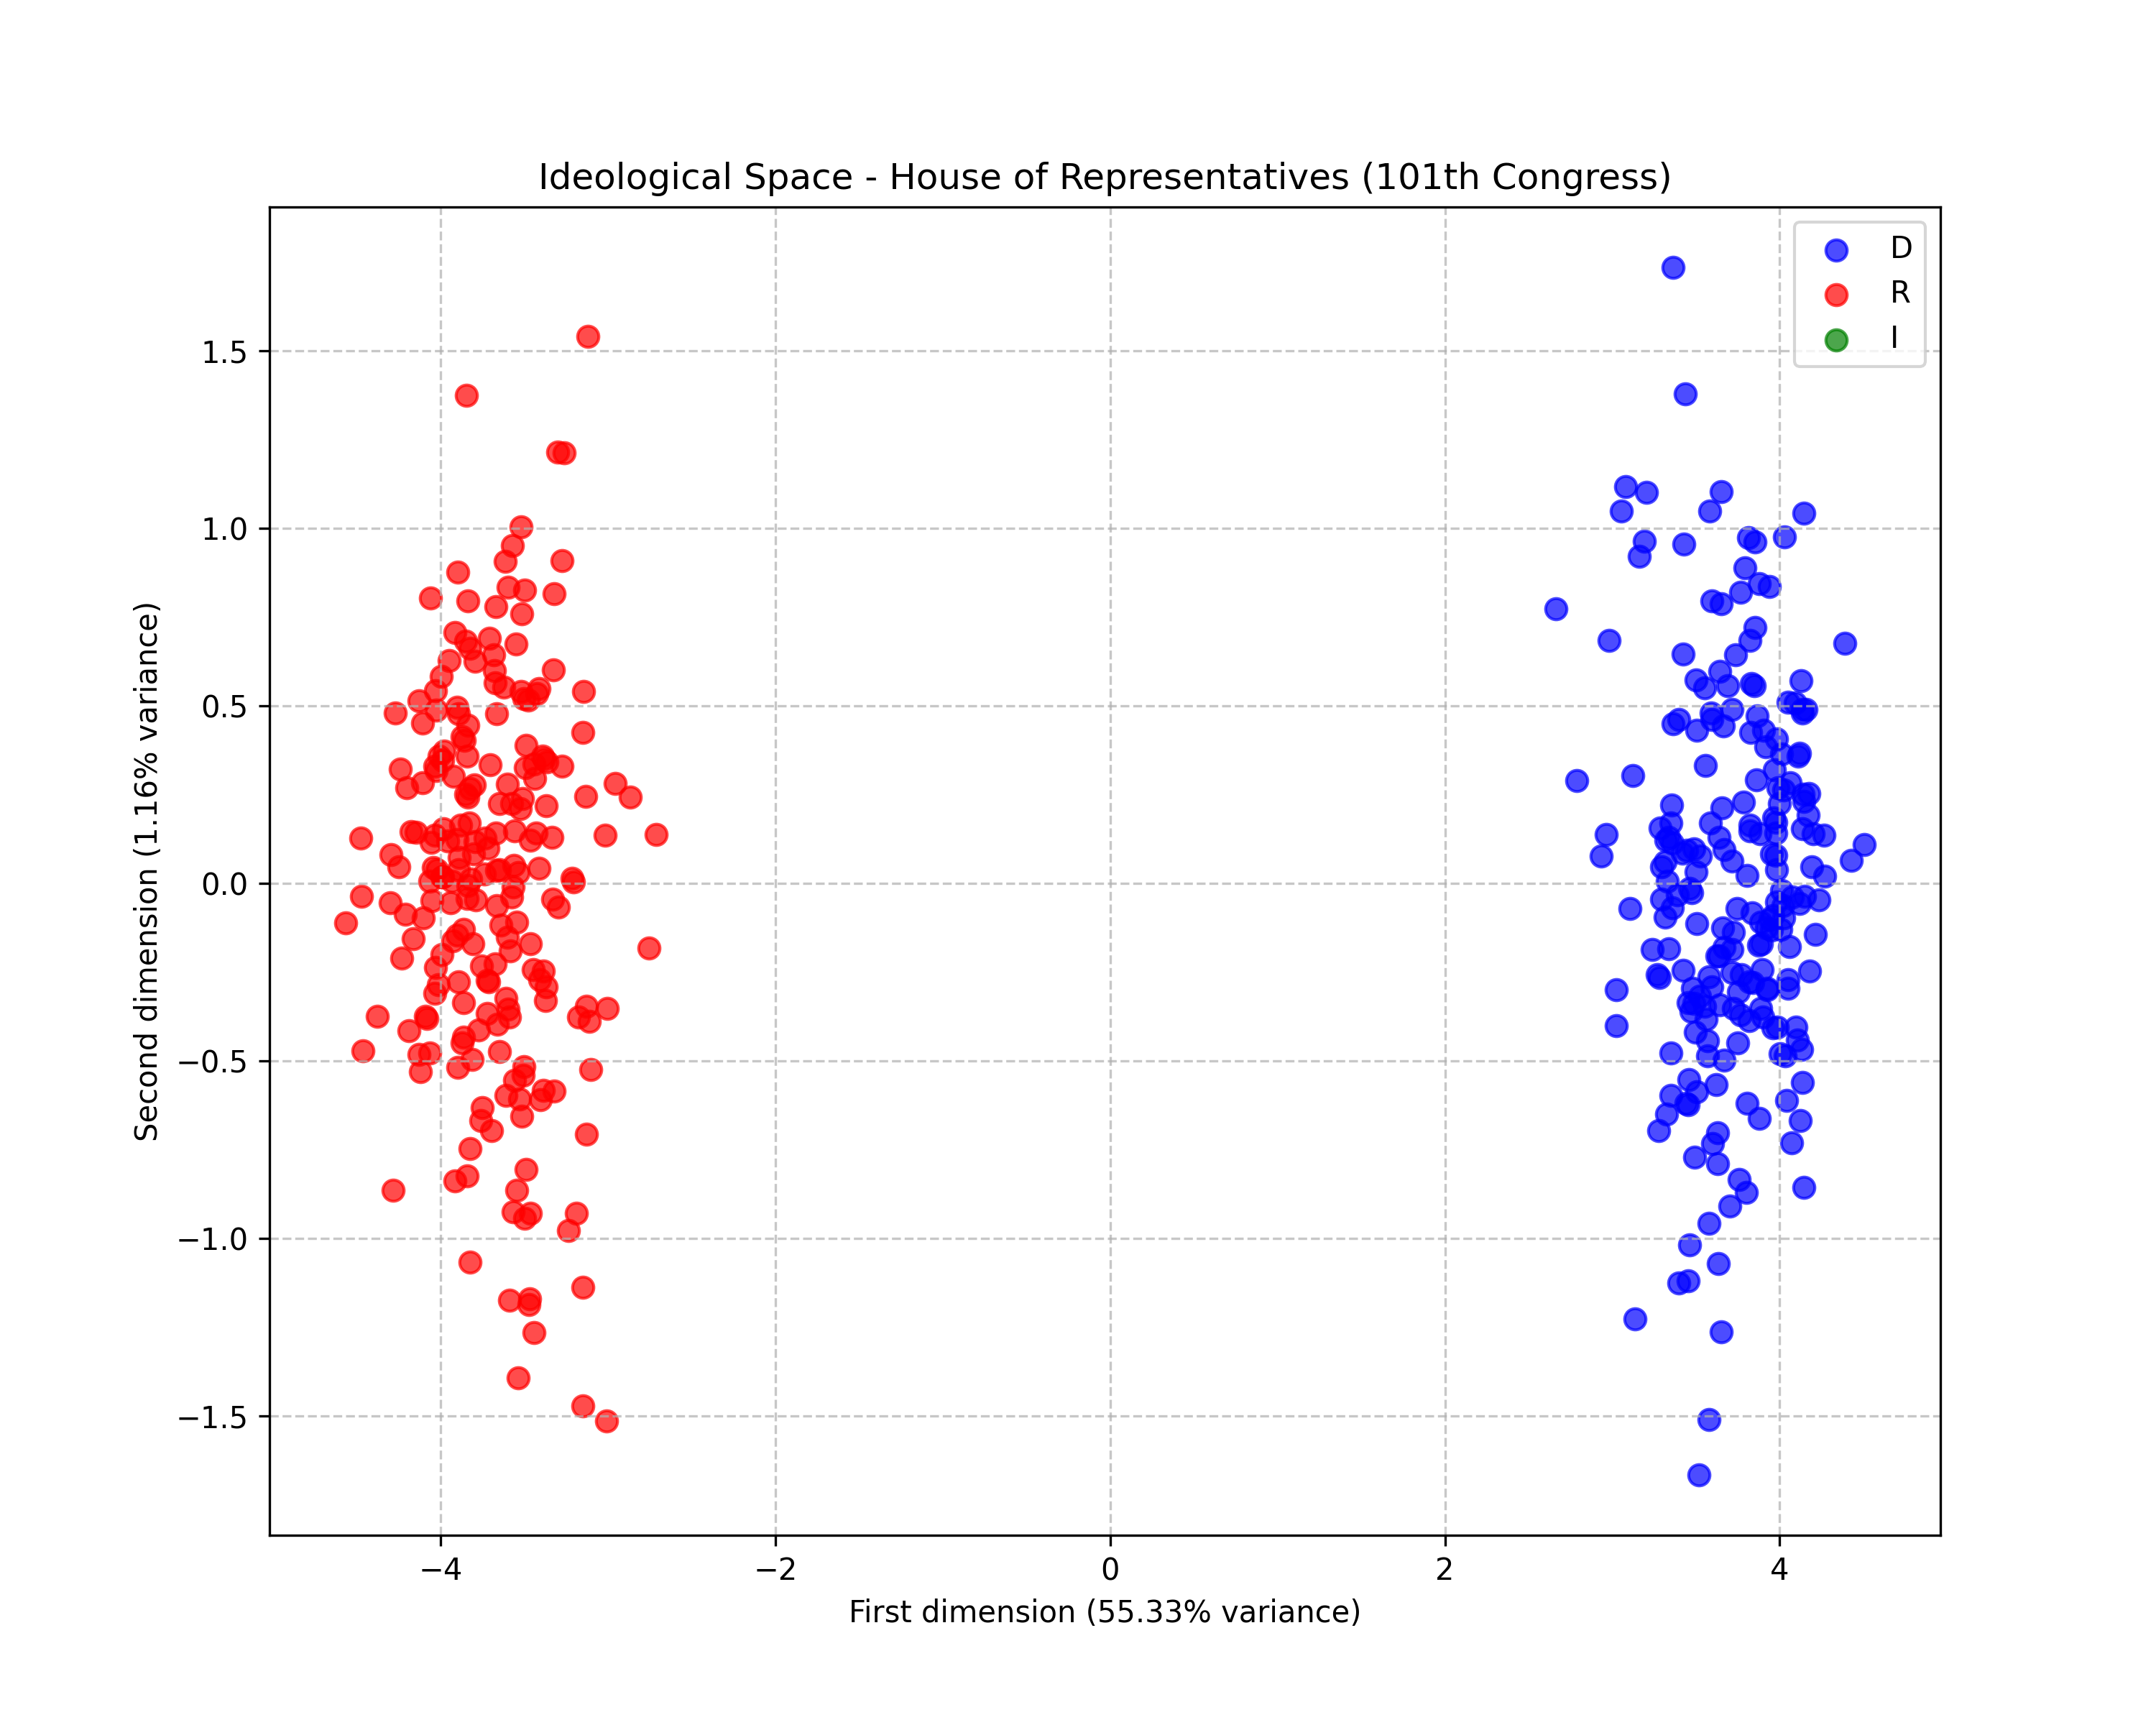 Ideological Space - House of Representatives (101th Congress)
D
R
I
1.5
1.0
0.5
0.0
−0.5
−1.0
−1.5
Second dimension (1.16% variance)
−4
−2
0
2
4
First dimension (55.33% variance)